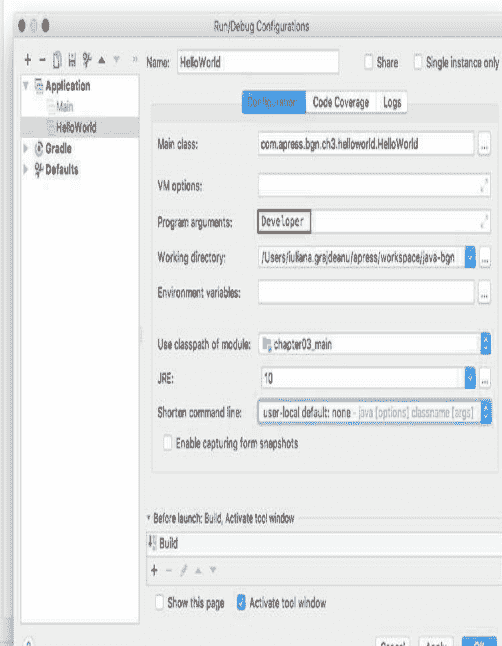 Run/Debug Configurations
Name: HelloWorld
Share
Single instance only
Application
Main
HelloWorld
Gradle
Defaults
Configuration Code Coverage Logs
Main class: com.apress.bgn.ch3.helloworld.HelloWorld
VM options:
Program arguments: Developer
Working directory: /Users/iuliana.grajdeanu/apress/workspace/java-bgn
Environment variables:
Use classpath of module: chapter03_main
JRE: 10
Shorten command line: user-local default: none - java [options] classname [args]
Enable capturing form snapshots
Before launch: Build, Activate tool window
Build
Show this page
Activate tool window
Cancel Apply OK